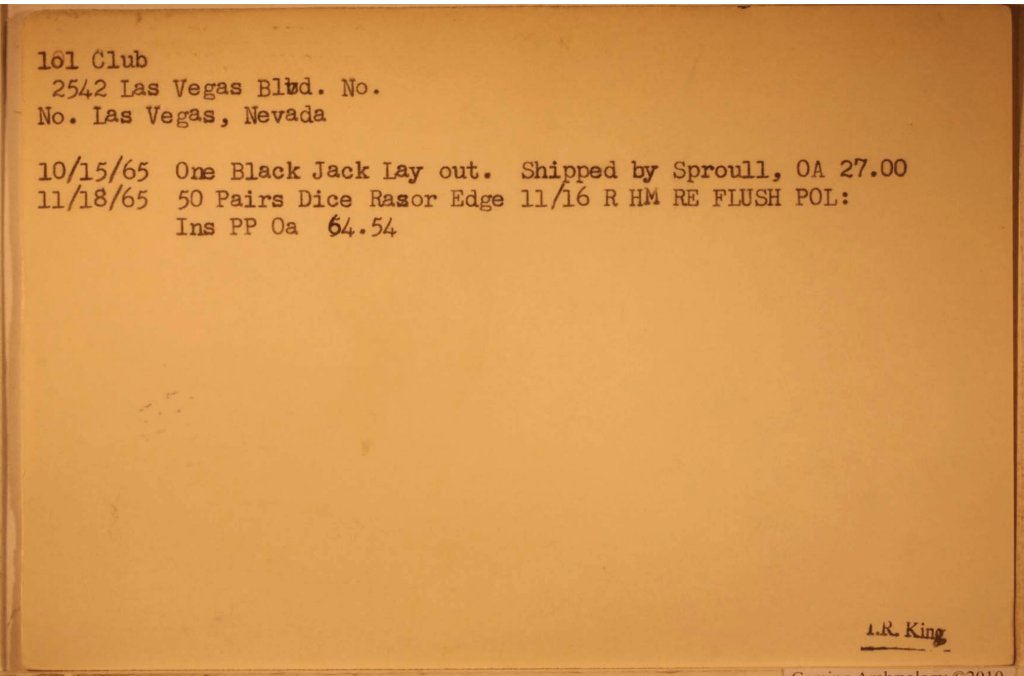 101 Club
2542 Las Vegas Blvd. No.
No. Las Vegas, Nevada
10/15/65 One Black Jack Lay out. Shipped by Sproull, OA 27.00
11/18/65 50 Pairs Dice Rasor Edge 11/16 R HM RE FLUSH POL:
Ins PP Oa 64.54
T.R. King